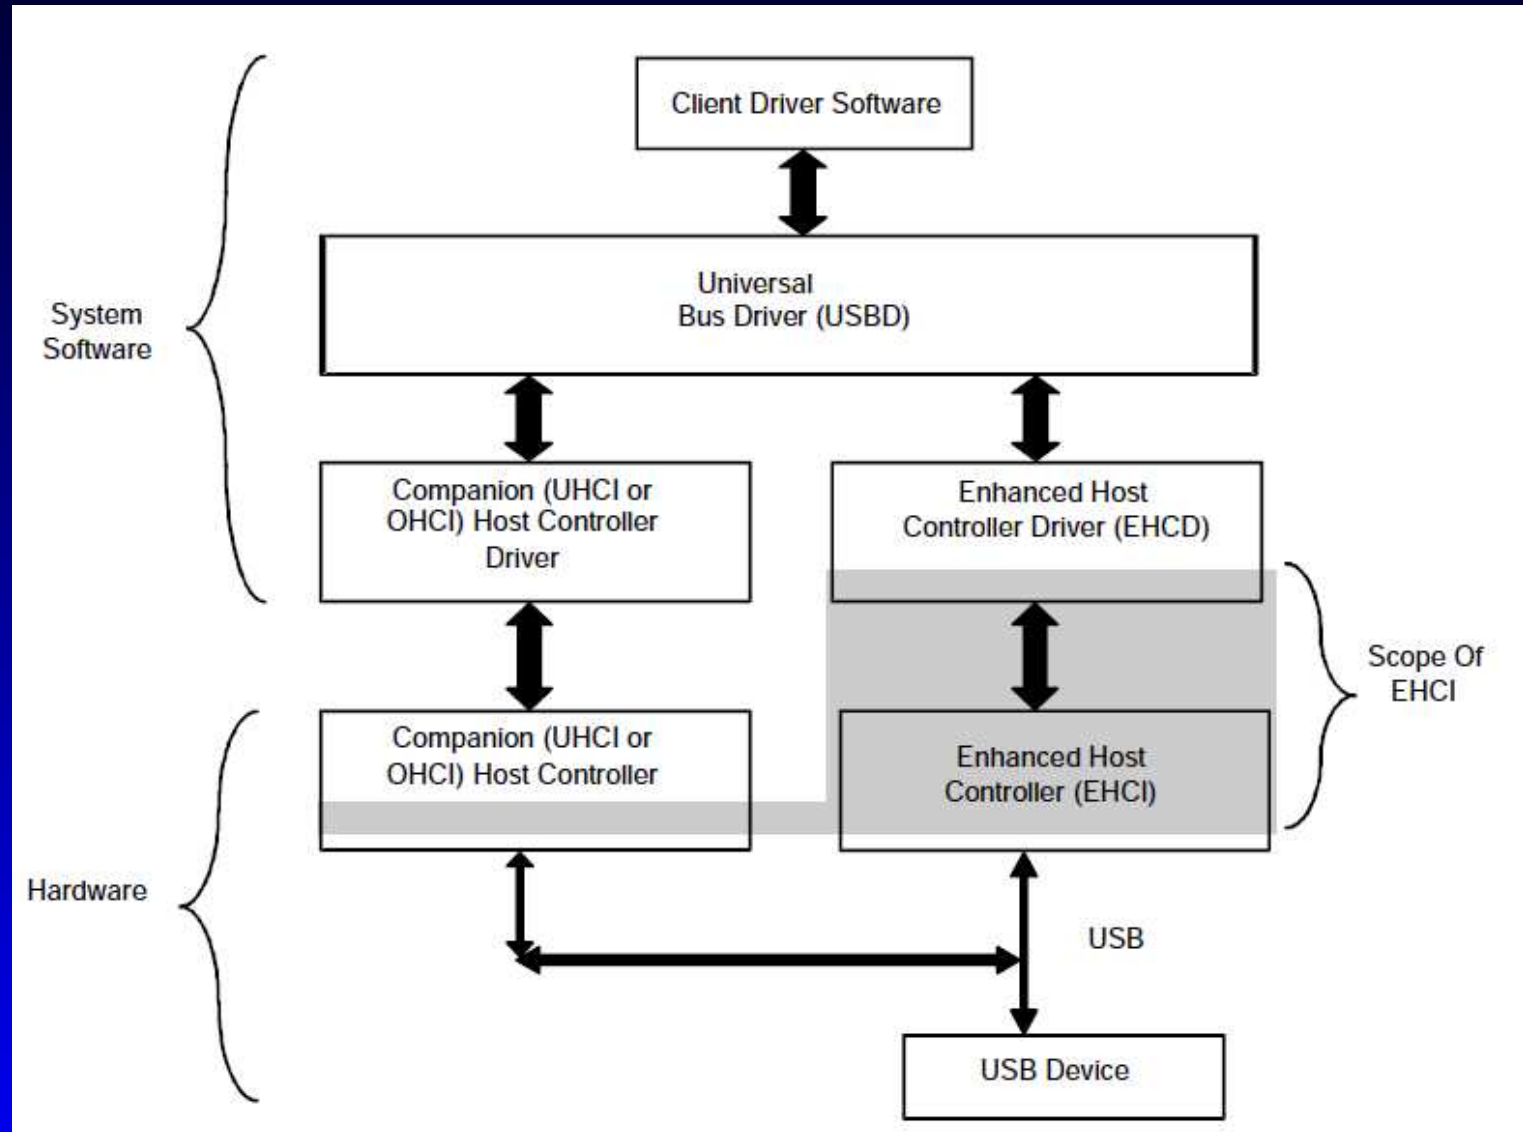 Client Driver Software
Universal
Bus Driver (USBD)
System
Software
Companion (UHCI or
OHCI) Host Controller
Driver
Enhanced Host
Controller Driver (EHCD)
Scope Of
EHCI
Companion (UHCI or
OHCI) Host Controller
Enhanced Host
Controller (EHCI)
Hardware
USB
USB Device